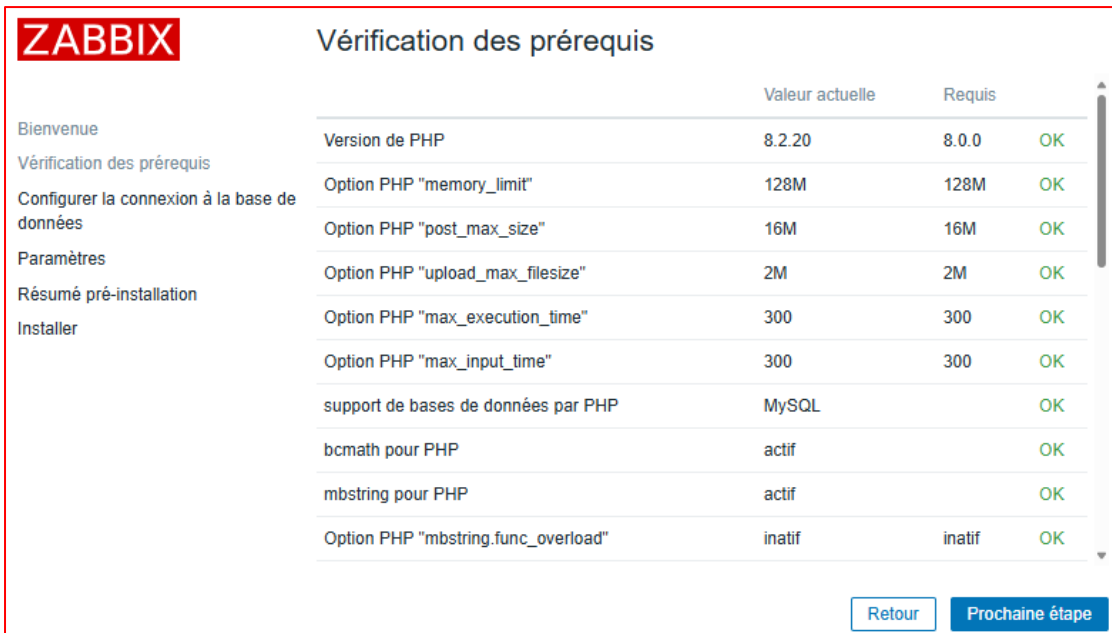 ZABBIX
Vérification des prérequis
Bienvenue
Vérification des prérequis
Configurer la connexion à la base de
données
Paramètres
Résumé pré-installation
Installer
Valeur actuelle Requis
Version de PHP 8.2.20 8.0.0 OK
Option PHP "memory_limit" 128M 128M OK
Option PHP "post_max_size" 16M 16M OK
Option PHP "upload_max_filesize" 2M 2M OK
Option PHP "max_execution_time" 300 300 OK
Option PHP "max_input_time" 300 300 OK
support de bases de données par PHP MySQL OK
bcmath pour PHP actif OK
mbstring pour PHP actif OK
Option PHP "mbstring.func_overload" inatif inatif OK
Retour Prochaine étape